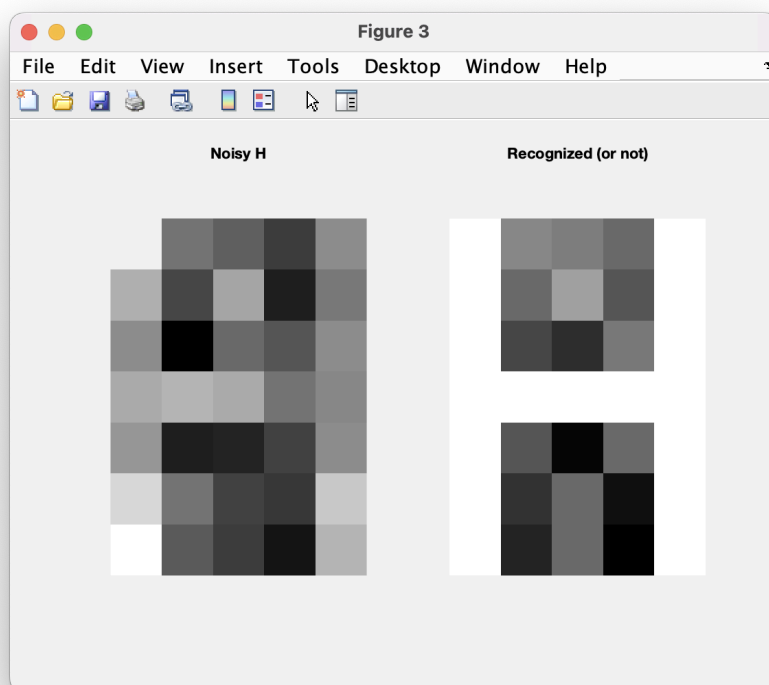 Figure 3
File Edit View Insert Tools Desktop Window Help
Noisy H
Recognized (or not)